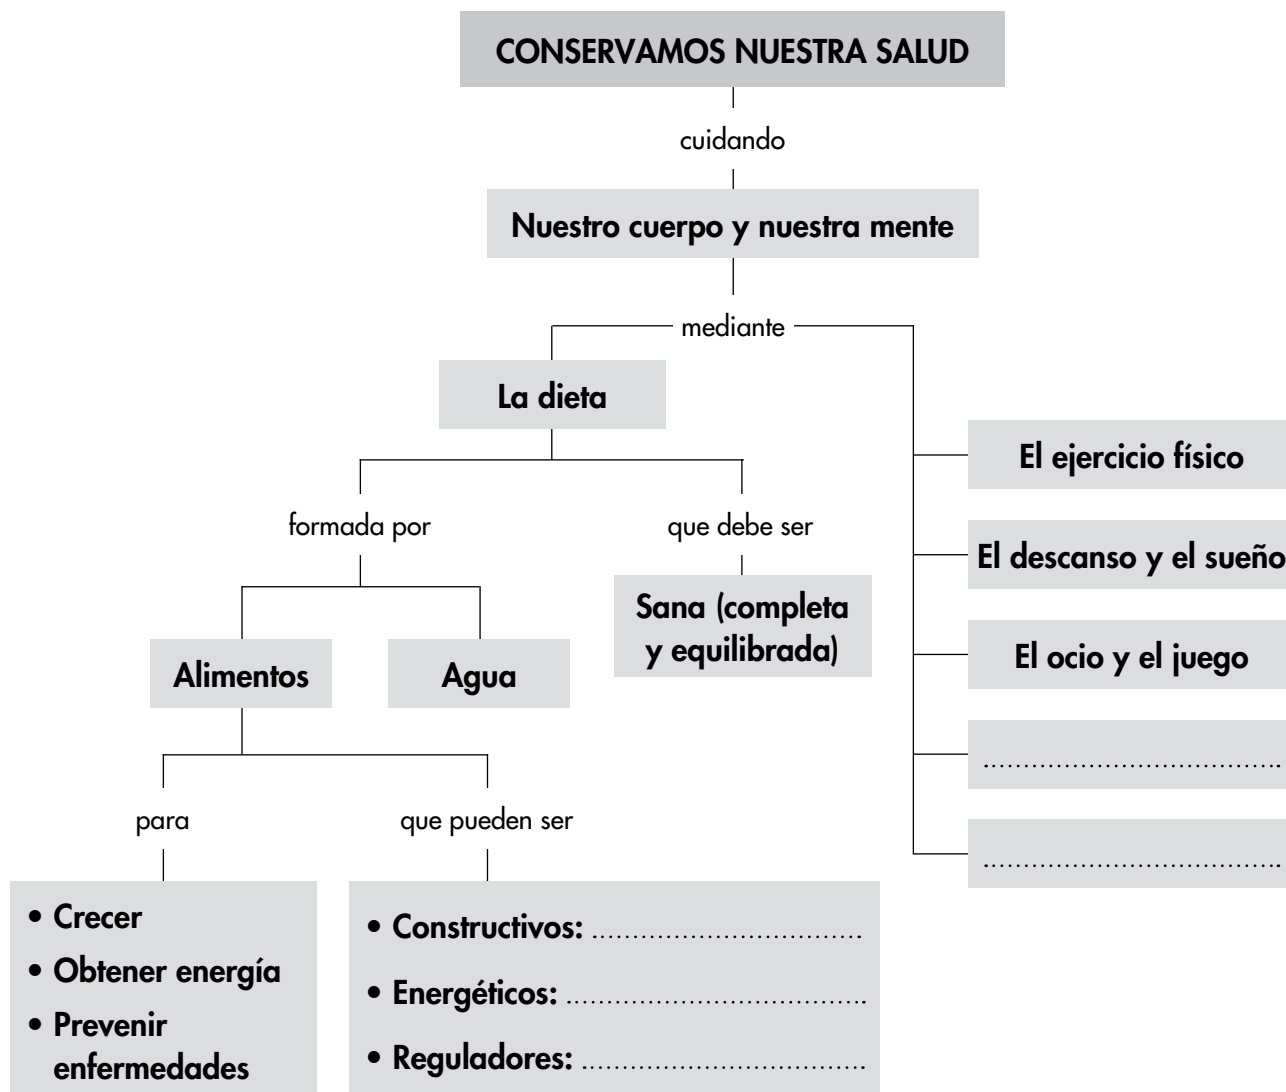 CONSERVAMOS NUESTRA SALUD
cuidando
Nuestro cuerpo y nuestra mente
mediante
La dieta
formada por
que debe ser
Alimentos
Agua
Sana (completa
y equilibrada)
para
que pueden ser
• Crecer
• Obtener energía
• Prevenir
enfermedades
• Constructivos: ....................................
• Energéticos: ........................................
• Reguladores: ......................................
El ejercicio físico
El descanso y el sueño
El ocio y el juego
........................................
........................................